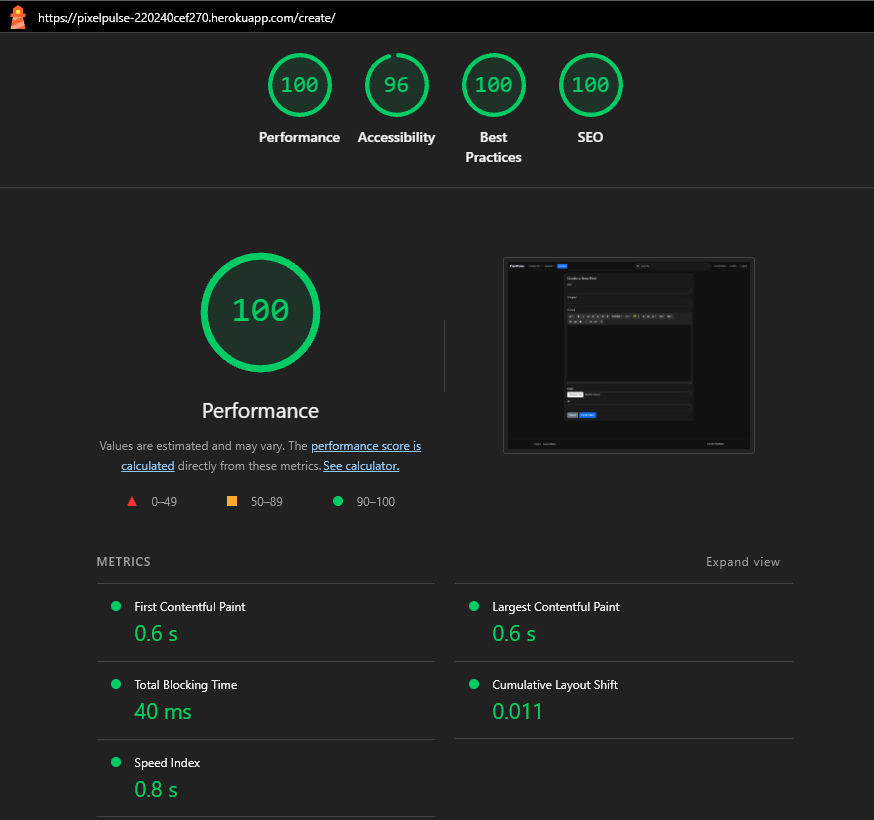 https://pixelpulse-220240cef270.herokuapp.com/create/
100
96
100
100
Performance
Accessibility
Best
Practices
SEO
100
Performance
Values are estimated and may vary. The performance score is
calculated directly from these metrics. See calculator.
0–49
50–89
90–100
Create a New Post
METRICS
Expand view
First Contentful Paint
0.6 s
Largest Contentful Paint
0.6 s
Total Blocking Time
40 ms
Cumulative Layout Shift
0.011
Speed Index
0.8 s